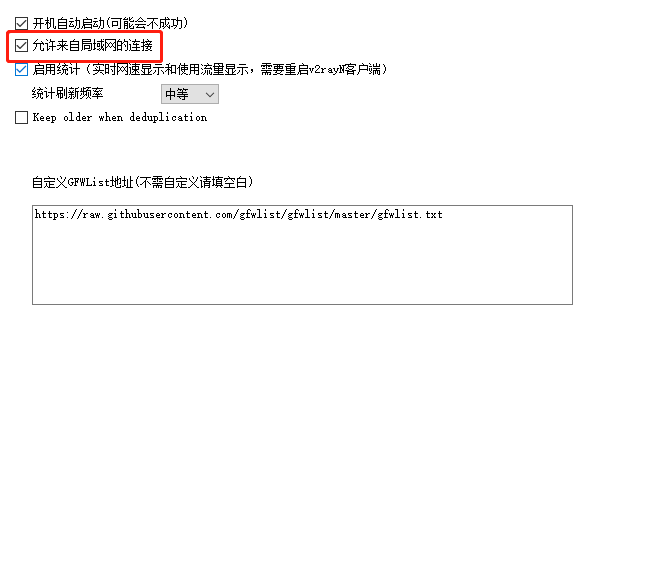 开机自动启动(可能会不成功)
允许来自局域网的连接
启用统计（实时网速显示和使用流量显示，需要重启v2rayN客户端）
统计刷新频率 中等
Keep older when deduplication
自定义GFWList地址(不需自定义请填空白)
https://raw.githubusercontent.com/gfwlist/gfwlist/master/gfwlist.txt